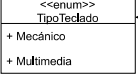 <<enum>>
TipoTeclado
+ Mecánico
+ Multimedia